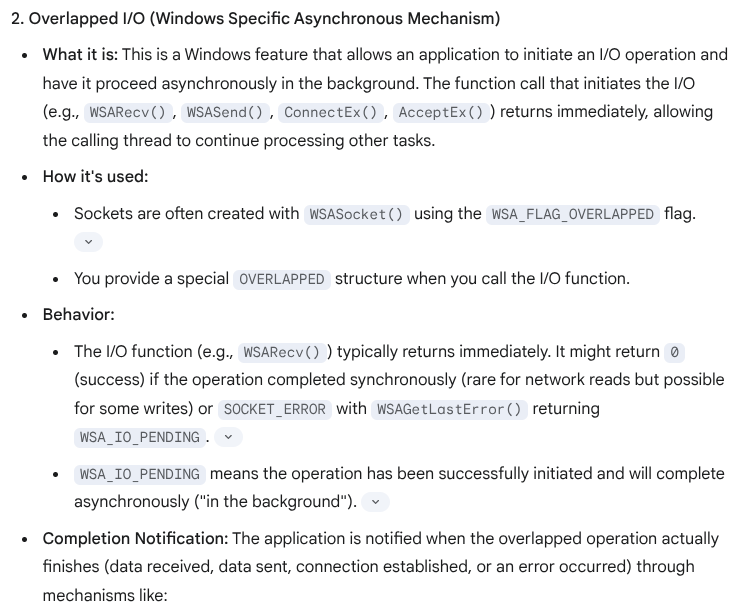 2. Overlapped I/O (Windows Specific Asynchronous Mechanism)
• What it is: This is a Windows feature that allows an application to initiate an I/O operation and
have it proceed asynchronously in the background. The function call that initiates the I/O
(e.g., WSARecv(), WSASend(), ConnectEx(), AcceptEx()) returns immediately, allowing
the calling thread to continue processing other tasks.
• How it's used:
• Sockets are often created with WSASocket() using the WSA_FLAG_OVERLAPPED flag.
• You provide a special OVERLAPPED structure when you call the I/O function.
• Behavior:
• The I/O function (e.g., WSARecv()) typically returns immediately. It might return 0
(success) if the operation completed synchronously (rare for network reads but possible
for some writes) or SOCKET_ERROR with WSAGetLastError() returning
WSA_IO_PENDING.
• WSA_IO_PENDING means the operation has been successfully initiated and will complete
asynchronously ("in the background").
• Completion Notification: The application is notified when the overlapped operation actually
finishes (data received, data sent, connection established, or an error occurred) through
mechanisms like: